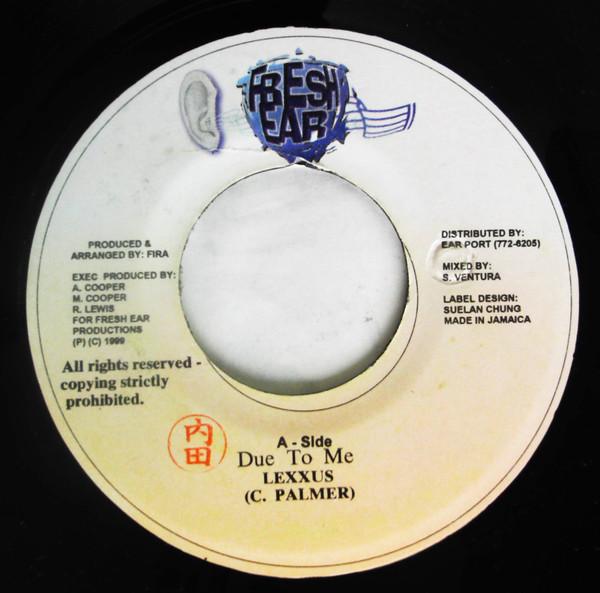 FRESH
EAR
PRODUCED &
ARRANGED BY: FIRA
EXEC PRODUCED BY:
A. COOPER
M. COOPER
R. LEWIS
FOR FRESH EAR
PRODUCTIONS
(P) (C) 1999
All rights reserved -
copying strictly
prohibited.
DISTRIBUTED BY:
EAR PORT (772-6205)
MIXED BY:
S. VENTURA
LABEL DESIGN:
SUELAN CHUNG
MADE IN JAMAICA
内
田
A - Side
Due To Me
LEXXUS
(C. PALMER)